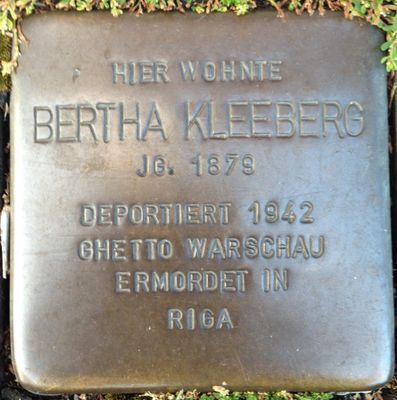 HIER WOHNTE
BERTHA KLEEBERG
JG. 1879
DEPORTIERT 1942
GHETTO WARSCHAU
ERMORDET IN
RIGA